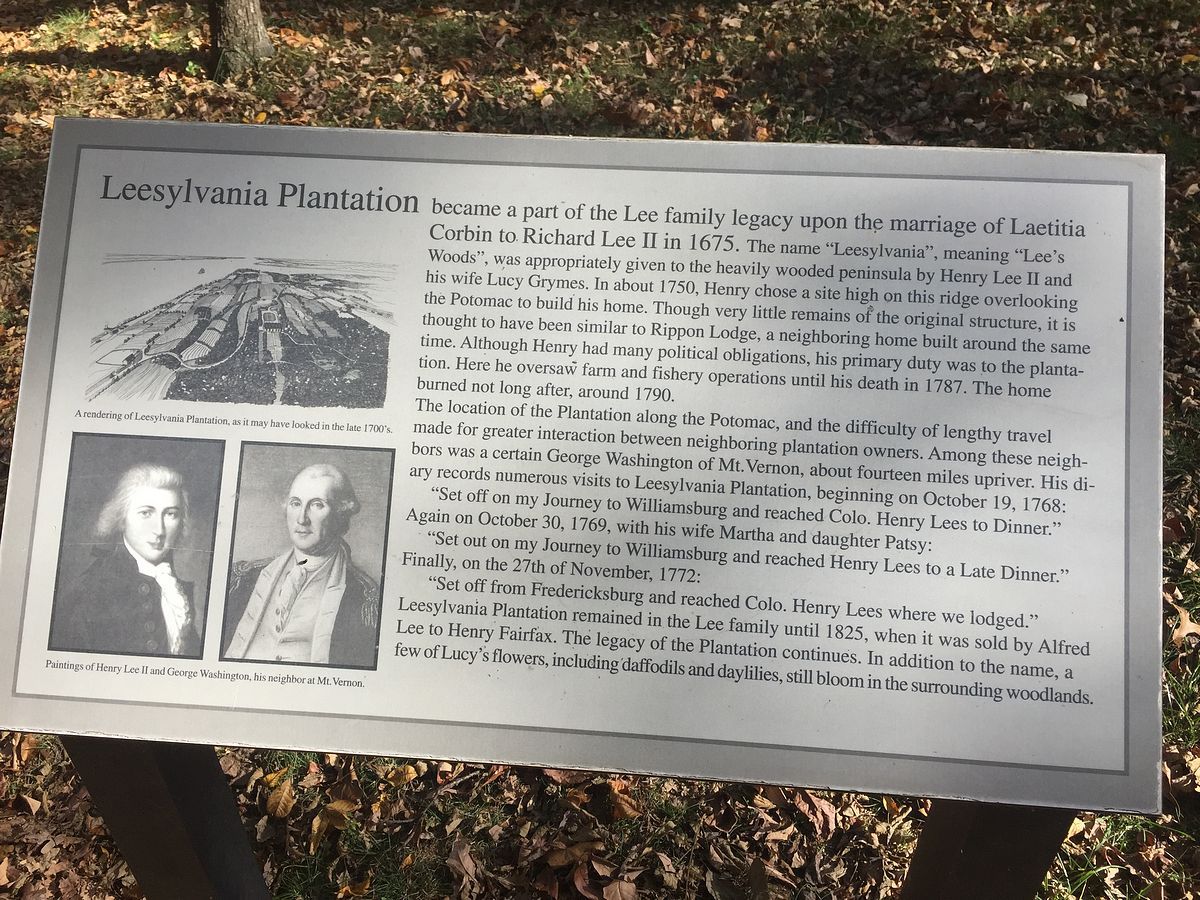 Leesylvania Plantation became a part of the Lee family legacy upon the marriage of Laetitia
Corbin to Richard Lee II in 1675. The name “Leesylvania”, meaning “Lee’s
Woods”, was appropriately given to the heavily wooded peninsula by Henry Lee II and
his wife Lucy Grymes. In about 1750, Henry chose a site high on this ridge overlooking
the Potomac to build his home. Though very little remains of the original structure, it is
thought to have been similar to Rippon Lodge, a neighboring home built around the same
time. Although Henry had many political obligations, his primary duty was to the planta-
tion. Here he oversaw farm and fishery operations until his death in 1787. The home
burned not long after, around 1790.
The location of the Plantation along the Potomac, and the difficulty of lengthy travel
made for greater interaction between neighboring plantation owners. Among these neigh-
bors was a certain George Washington of Mt. Vernon, about fourteen miles upriver. His di-
ary records numerous visits to Leesylvania Plantation, beginning on October 19, 1768:
“Set off on my Journey to Williamsburg and reached Colo. Henry Lees to Dinner.”
Again on October 30, 1769, with his wife Martha and daughter Patsy:
“Set out on my Journey to Williamsburg and reached Henry Lees to a Late Dinner.”
Finally, on the 27th of November, 1772:
“Set off from Fredericksburg and reached Colo. Henry Lees where we lodged.”
Leesylvania Plantation remained in the Lee family until 1825, when it was sold by Alfred
Lee to Henry Fairfax. The legacy of the Plantation continues. In addition to the name, a
few of Lucy’s flowers, including daffodils and daylilies, still bloom in the surrounding woodlands.
A rendering of Leesylvania Plantation, as it may have looked in the late 1700’s.
Paintings of Henry Lee II and George Washington, his neighbor at Mt. Vernon.